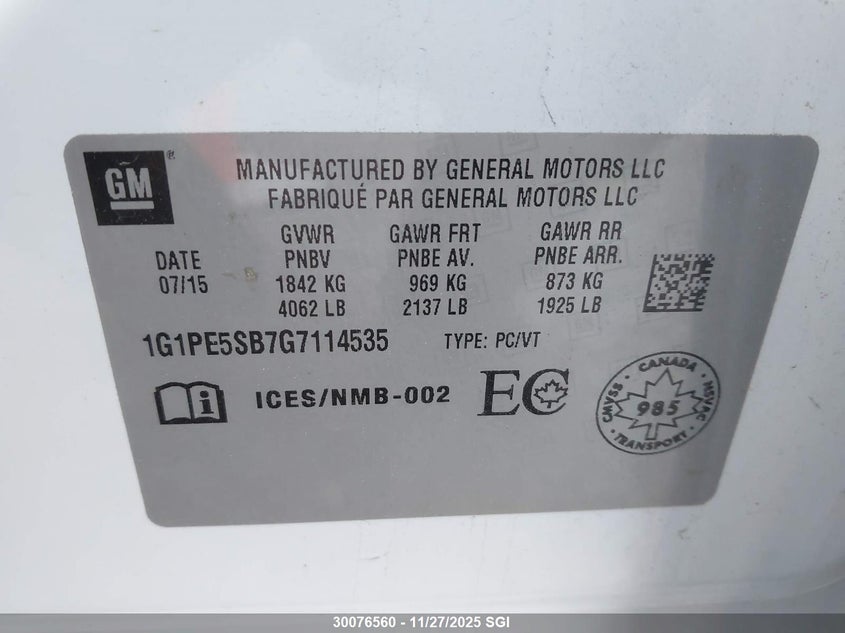 GM
MANUFACTURED BY GENERAL MOTORS LLC
FABRIQUÉ PAR GENERAL MOTORS LLC
DATE
07/15
GVWR
PNBV
1842 KG
4062 LB
GAWR FRT
PNBE AV.
969 KG
2137 LB
GAWR RR
PNBE ARR.
873 KG
1925 LB
1G1PE5SB7G7114535 TYPE: PC/VT
i ICES/NMB-002 EC
CANADA
CMVSS 985 NSVAC
TRANSPORT
30076560 - 11/27/2025 SGI